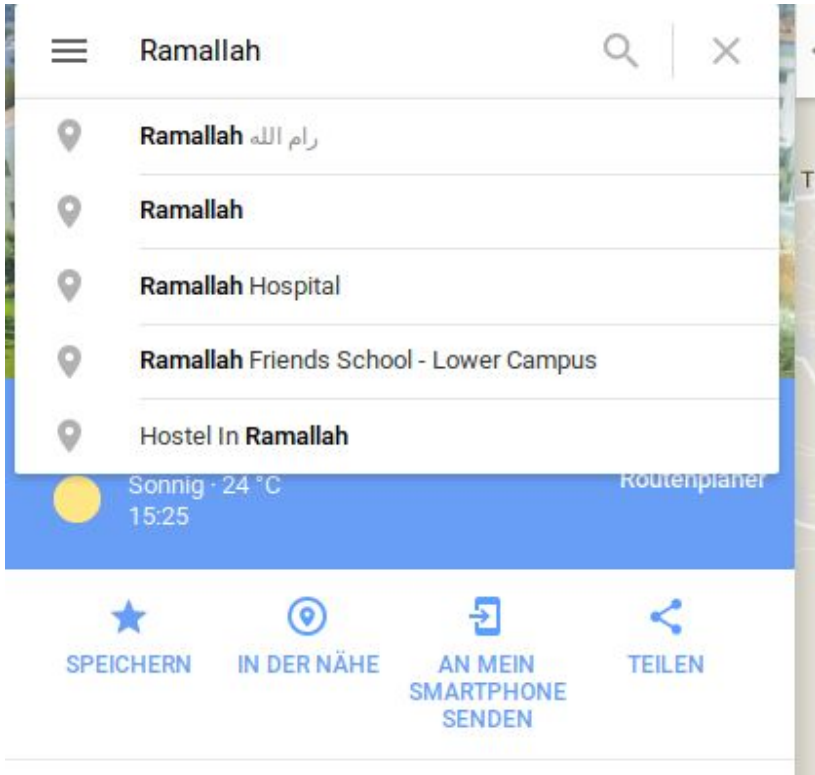 Ramallah
Ramallah رام الله
Ramallah
Ramallah Hospital
Ramallah Friends School - Lower Campus
Hostel In Ramallah
Sonnig · 24 °C
Routenplaner
15:25
SPEICHERN
IN DER NÄHE
AN MEIN
SMARTPHONE
SENDEN
TEILEN
T